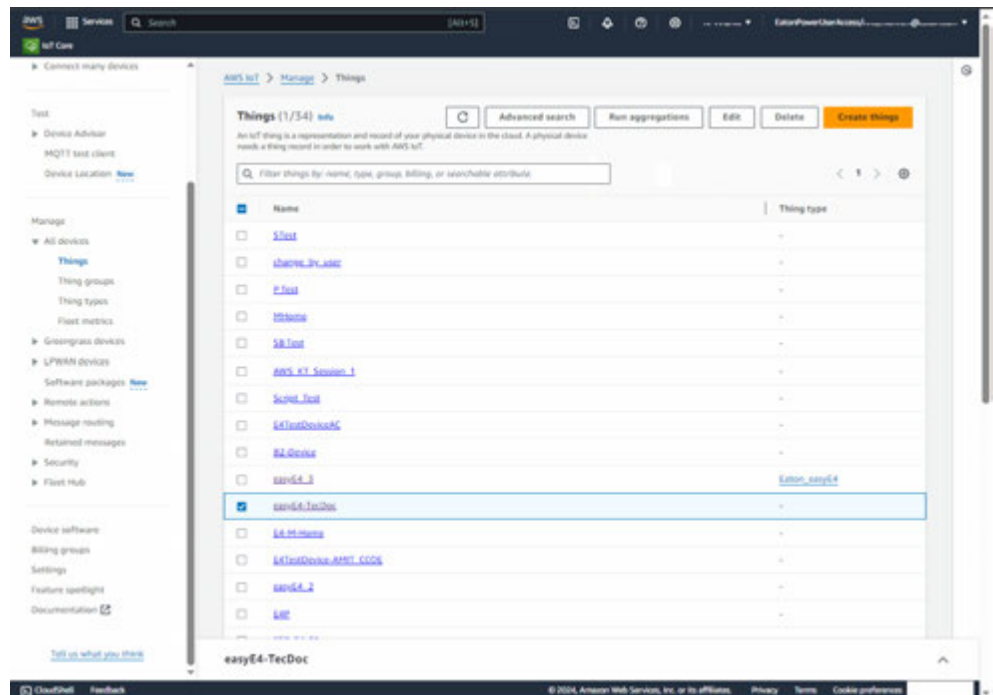 aws
Services
Search
[Alt+S]
IoT Core
Connect many devices
Test
Device Advisor
MQTT test client
Device Location New
Manage
All devices
Things
Thing groups
Thing types
Fleet metrics
Greengrass devices
LPWAN devices
Software packages New
Remote actions
Message routing
Retained messages
Security
Fleet Hub
Device software
Billing groups
Settings
Feature spotlight
Documentation
Tell us what you think
AWS IoT > Manage > Things
Things (1/34) Info
Advanced search
Run aggregations
Edit
Delete
Create things
An IoT thing is a representation and record of your physical device in the cloud. A physical device
needs a thing record in order to work with AWS IoT.
Filter things by: name, type, group, billing, or searchable attribute.
1
Name
Thing type
STest -
change_by_user -
P Test -
MHome -
SB Test -
AWS_KT_Session_1 -
Script_Test -
E4TestDeviceAC -
B2-Device -
easyE4_3 Eaton_easyE4
easyE4-TecDoc -
E4-M-Hama -
E4TestDevice-AMIT_CCDE -
easyE4_2 -
easyE4-TecDoc
CloudShell Feedback
© 2024, Amazon Web Services, Inc. or its affiliates. Privacy Terms Cookie preferences